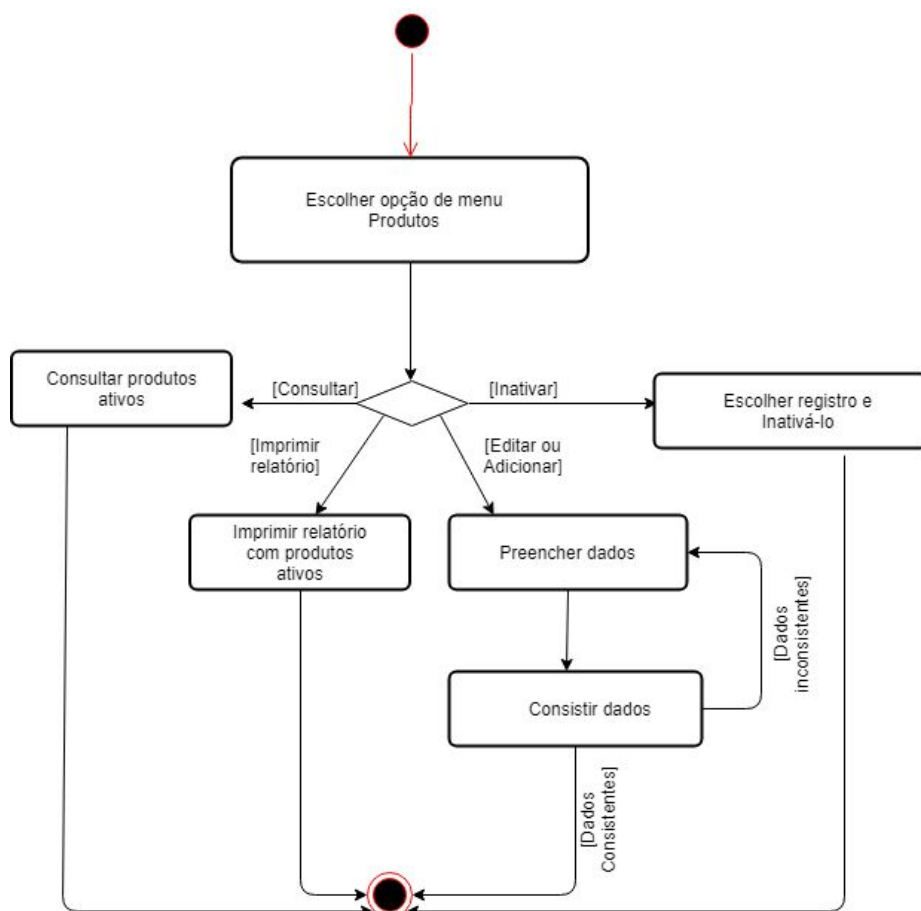 Escolher opção de menu
Produtos
Consultar produtos
ativos
[Consultar]
[Inativar]
Escolher registro e
Inativá-lo
[Imprimir
relatório]
[Editar ou
Adicionar]
Imprimir relatório
com produtos
ativos
Preencher dados
[Dados
inconsistentes]
Consistir dados
[Dados
Consistentes]